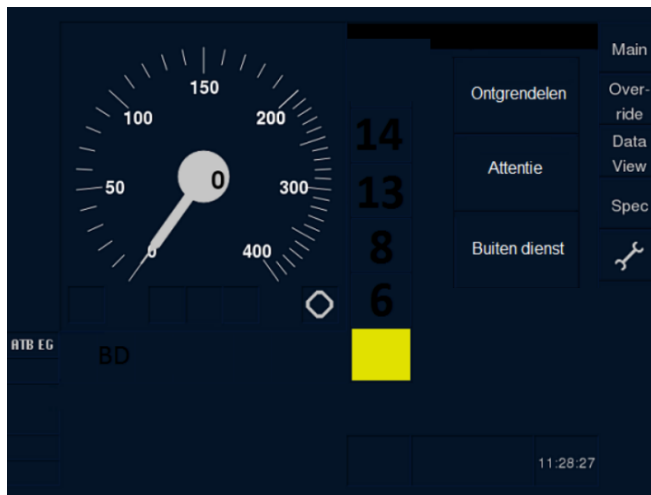 Main
Over-
ride
Data
View
Spec
Ontgrendelen
Attentie
Buiten dienst
150
100
200
50
300
0
0
400
14
13
8
6
ATB EG
BD
11:28:27